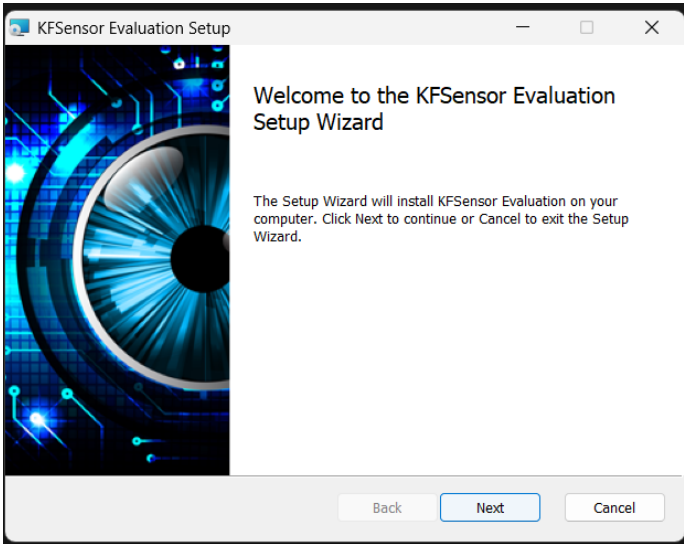 KFSensor Evaluation Setup
Welcome to the KFSensor Evaluation
Setup Wizard
The Setup Wizard will install KFSensor Evaluation on your
computer. Click Next to continue or Cancel to exit the Setup
Wizard.
Back
Next
Cancel